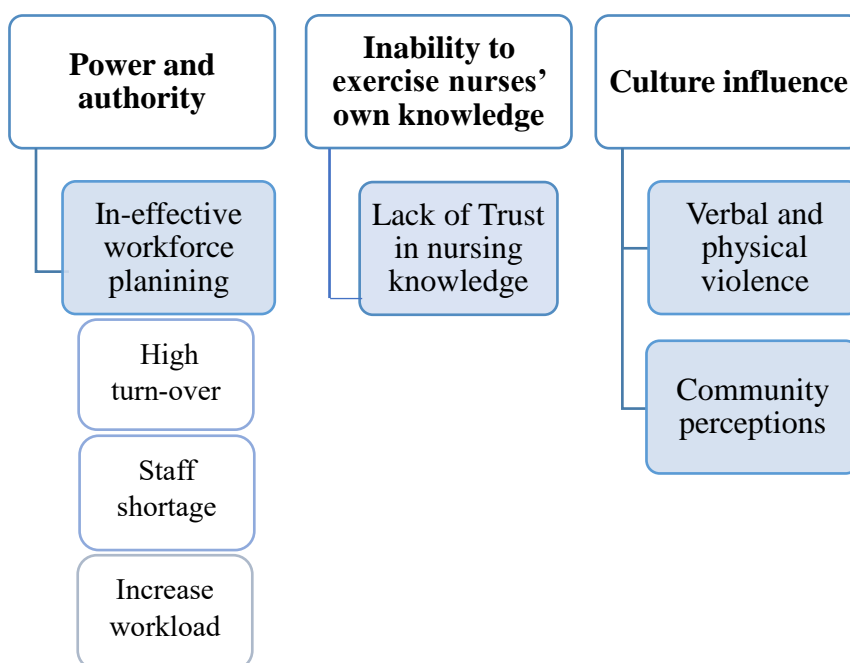 Power and
authority
In-effective
workforce
planining
High
turn-over
Staff
shortage
Increase
workload
Inability to
exercise nurses’
own knowledge
Lack of Trust
in nursing
knowledge
Culture influence
Verbal and
physical
violence
Community
perceptions